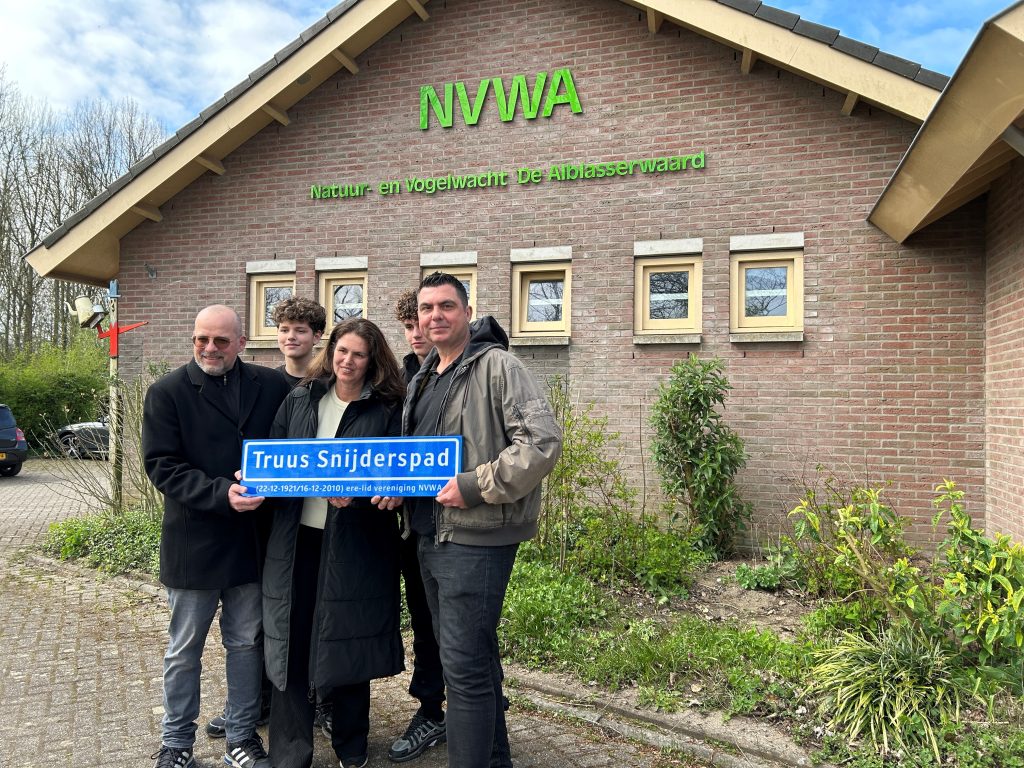 NVWA
Natuur- en Vogelwacht De Alblasserwaard
Truus Snijderspad
(22-12-1921/16-12-2010) ere-lid vereniging NVWA